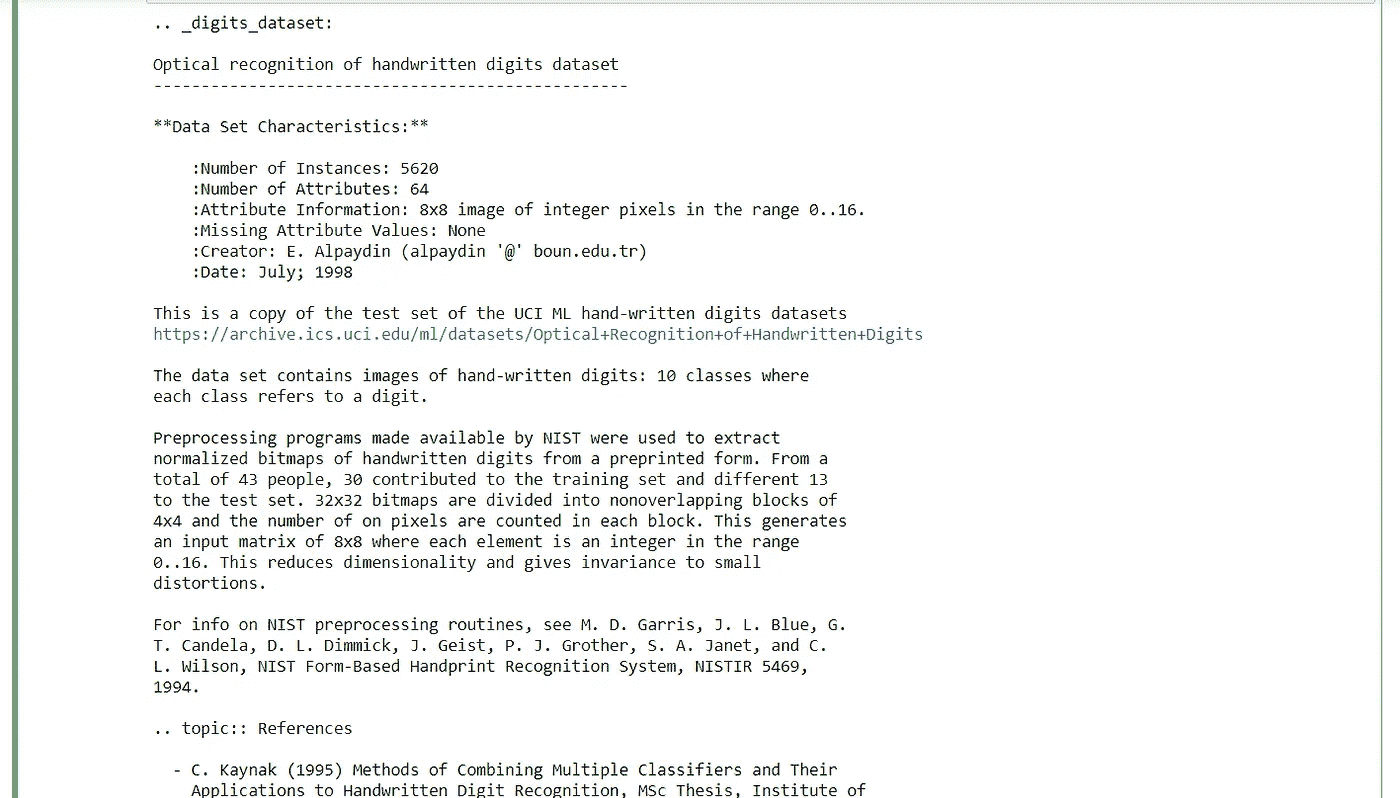 .. _digits_dataset:
Optical recognition of handwritten digits dataset
--------------------------------------------------
**Data Set Characteristics:**
:Number of Instances: 5620
:Number of Attributes: 64
:Attribute Information: 8x8 image of integer pixels in the range 0..16.
:Missing Attribute Values: None
:Creator: E. Alpaydin (alpaydin '@' boun.edu.tr)
:Date: July; 1998
This is a copy of the test set of the UCI ML hand-written digits datasets
https://archive.ics.uci.edu/ml/datasets/Optical+Recognition+of+Handwritten+Digits
The data set contains images of hand-written digits: 10 classes where
each class refers to a digit.
Preprocessing programs made available by NIST were used to extract
normalized bitmaps of handwritten digits from a preprinted form. From a
total of 43 people, 30 contributed to the training set and different 13
to the test set. 32x32 bitmaps are divided into nonoverlapping blocks of
4x4 and the number of on pixels are counted in each block. This generates
an input matrix of 8x8 where each element is an integer in the range
0..16. This reduces dimensionality and gives invariance to small
distortions.
For info on NIST preprocessing routines, see M. D. Garris, J. L. Blue, G.
T. Candela, D. L. Dimmick, J. Geist, P. J. Grother, S. A. Janet, and C.
L. Wilson, NIST Form-Based Handprint Recognition System, NISTIR 5469,
1994.
.. topic:: References
- C. Kaynak (1995) Methods of Combining Multiple Classifiers and Their
Applications to Handwritten Digit Recognition, MSc Thesis, Institute of